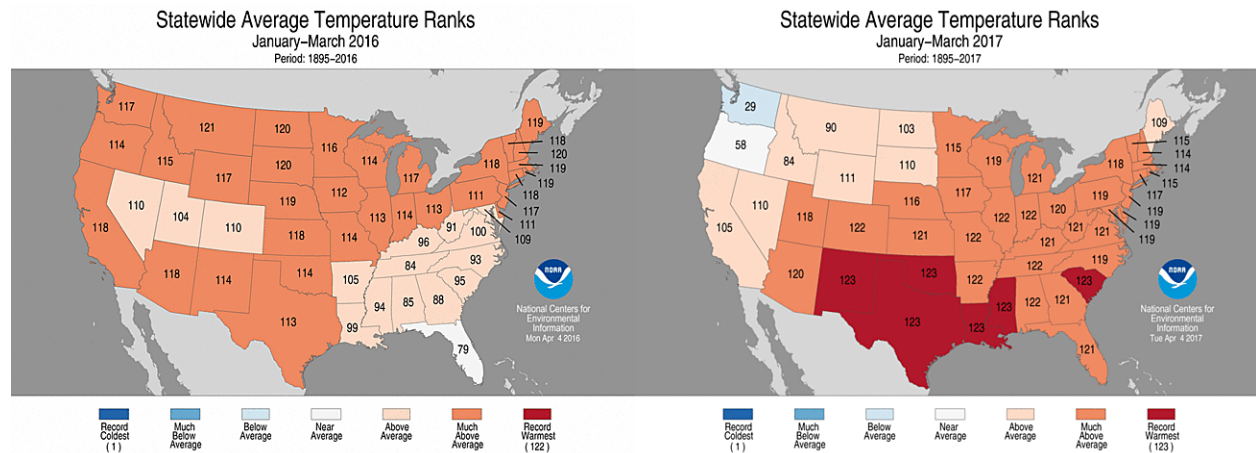 Statewide Average Temperature Ranks
January–March 2016
Period: 1895–2016
117
121
120
119
116
114
118
114
115
120
120
117
117
118
119
119
112
111
118
110
104
110
119
113
114
113
117
111
109
118
118
114
96
91
100
118
114
114
105
84
93
113
99
94
85
88
95
79
NOAA
National Centers for
Environmental
Information
Mon Apr 4 2016
Record
Coldest
(1)
Much
Below
Average
Below
Average
Near
Average
Above
Average
Much
Above
Average
Record
Warmest
(122)
Statewide Average Temperature Ranks
January–March 2017
Period: 1895–2017
29
90
103
109
115
119
115
58
84
110
118
114
111
121
114
117
119
115
105
110
118
122
116
122
122
120
117
119
119
119
121
122
121
121
121
120
123
123
122
122
119
123
123
123
122
121
123
121
NOAA
National Centers for
Environmental
Information
Tue Apr 4 2017
Record
Coldest
(1)
Much
Below
Average
Below
Average
Near
Average
Above
Average
Much
Above
Average
Record
Warmest
(123)